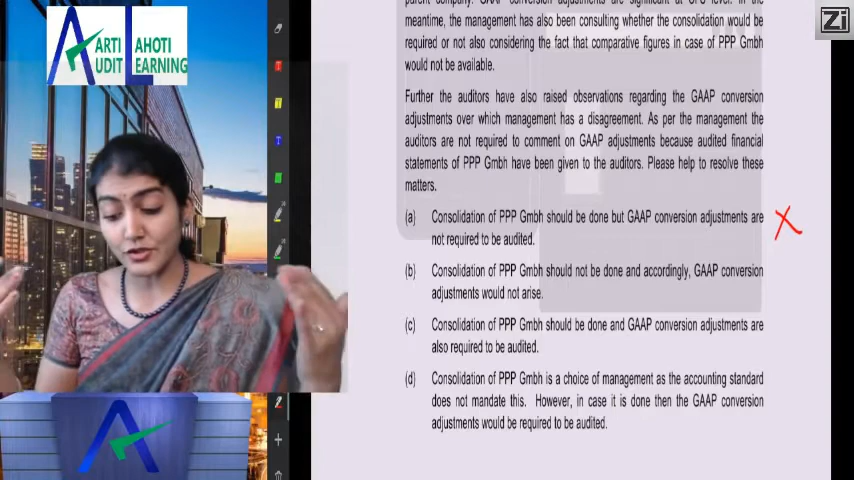 ARTI LAHOTI
AUDIT LEARNING
Zi
parent company. GAAP conversion adjustments are significant at CFS level. In the
meantime, the management has also been consulting whether the consolidation would be
required or not also considering the fact that comparative figures in case of PPP Gmbh
would not be available.
Further the auditors have also raised observations regarding the GAAP conversion
adjustments over which management has a disagreement. As per the management the
auditors are not required to comment on GAAP adjustments because audited financial
statements of PPP Gmbh have been given to the auditors. Please help to resolve these
matters.
(a) Consolidation of PPP Gmbh should be done but GAAP conversion adjustments are
not required to be audited.
(b) Consolidation of PPP Gmbh should not be done and accordingly, GAAP conversion
adjustments would not arise.
(c) Consolidation of PPP Gmbh should be done and GAAP conversion adjustments are
also required to be audited.
(d) Consolidation of PPP Gmbh is a choice of management as the accounting standard
does not mandate this. However, in case it is done then the GAAP conversion
adjustments would be required to be audited.